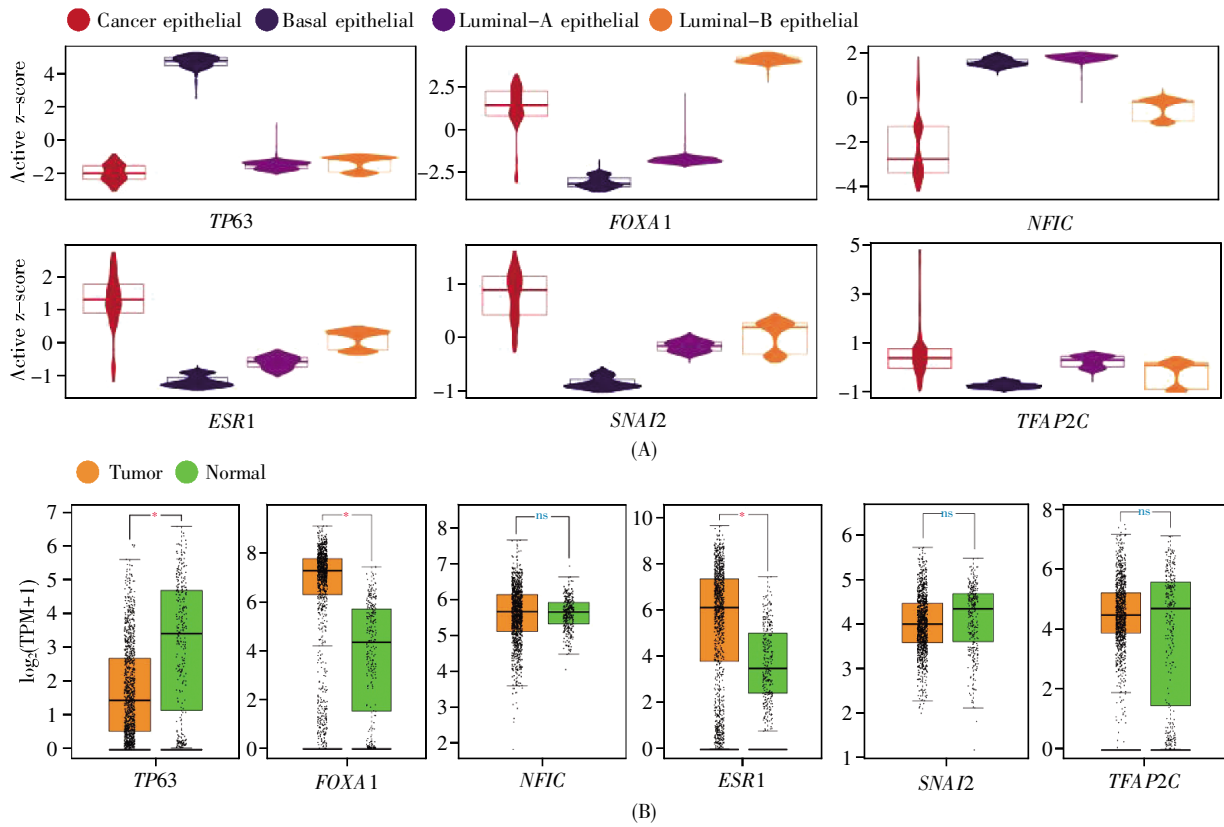 Cancer epithelial Basal epithelial Luminal-A epithelial Luminal-B epithelial
Active z-score
4
2
0
-2
TP63
2.5
0
-2.5
FOXA1
2
0
-2
-4
NFIC
Active z-score
2
1
0
-1
ESR1
1
0
-1
SNAI2
5
3
1
-1
TFAP2C
(A)
Tumor Normal
log2(TPM+1)
7
6
5
4
3
2
1
0
*
TP63
8
6
4
2
0
*
FOXA1
8
7
6
5
4
3
2
ns
NFIC
10
8
6
4
2
0
*
ESR1
6
5
4
3
2
1
ns
SNAI2
8
6
4
2
0
ns
TFAP2C
(B)